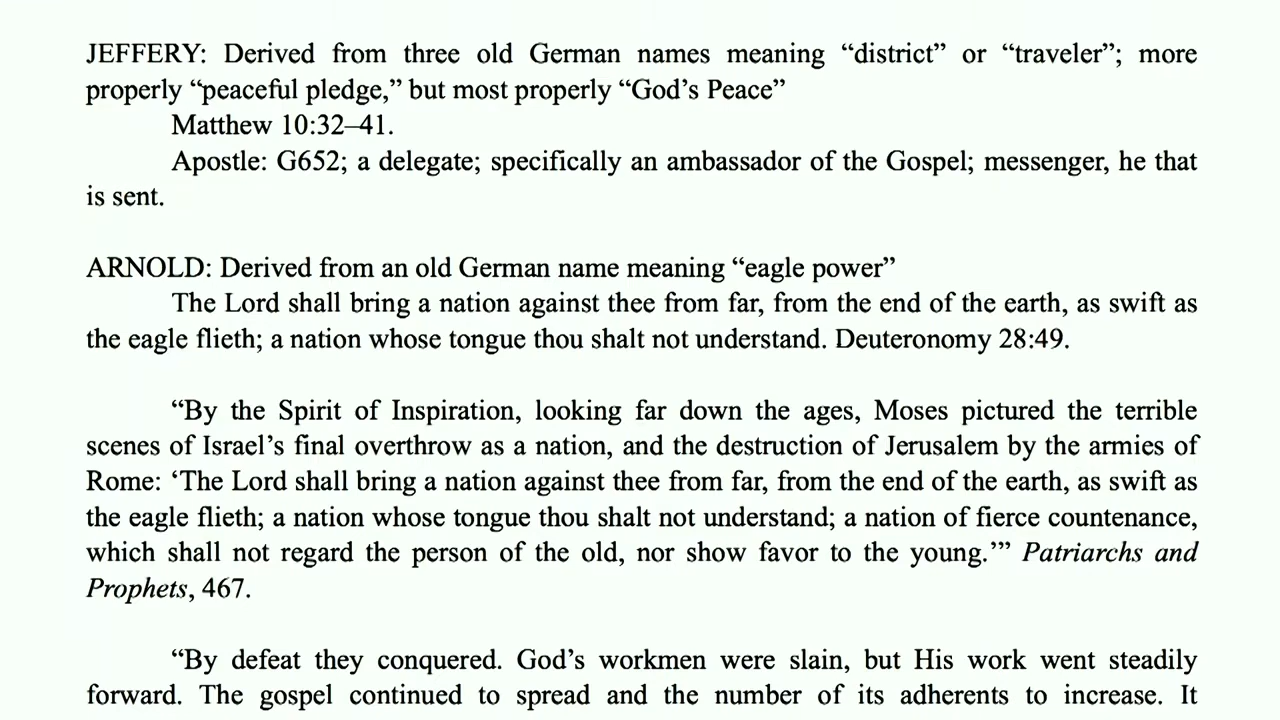 JEFFERY: Derived from three old German names meaning “district” or “traveler”; more
properly “peaceful pledge,” but most properly “God’s Peace”
Matthew 10:32–41.
Apostle: G652; a delegate; specifically an ambassador of the Gospel; messenger, he that
is sent.
ARNOLD: Derived from an old German name meaning “eagle power”
The Lord shall bring a nation against thee from far, from the end of the earth, as swift as
the eagle flieth; a nation whose tongue thou shalt not understand. Deuteronomy 28:49.
“By the Spirit of Inspiration, looking far down the ages, Moses pictured the terrible
scenes of Israel’s final overthrow as a nation, and the destruction of Jerusalem by the armies of
Rome: ‘The Lord shall bring a nation against thee from far, from the end of the earth, as swift as
the eagle flieth; a nation whose tongue thou shalt not understand; a nation of fierce countenance,
which shall not regard the person of the old, nor show favor to the young.’” Patriarchs and
Prophets, 467.
“By defeat they conquered. God’s workmen were slain, but His work went steadily
forward. The gospel continued to spread and the number of its adherents to increase. It